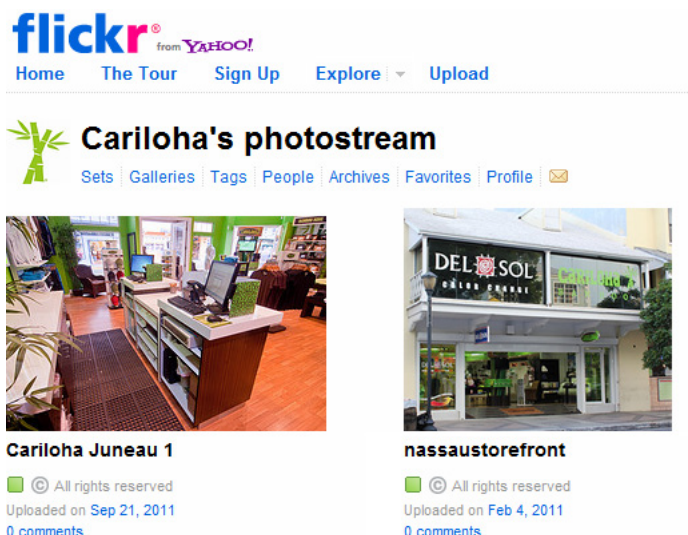 flickr® from YAHOO!
Home The Tour Sign Up Explore Upload
Cariloha's photostream
Sets Galleries Tags People Archives Favorites Profile
DEL SOL cariloha
COLOR CHANGE
Cariloha Juneau 1
© All rights reserved
Uploaded on Sep 21, 2011
0 comments
nassaustorefront
© All rights reserved
Uploaded on Feb 4, 2011
0 comments